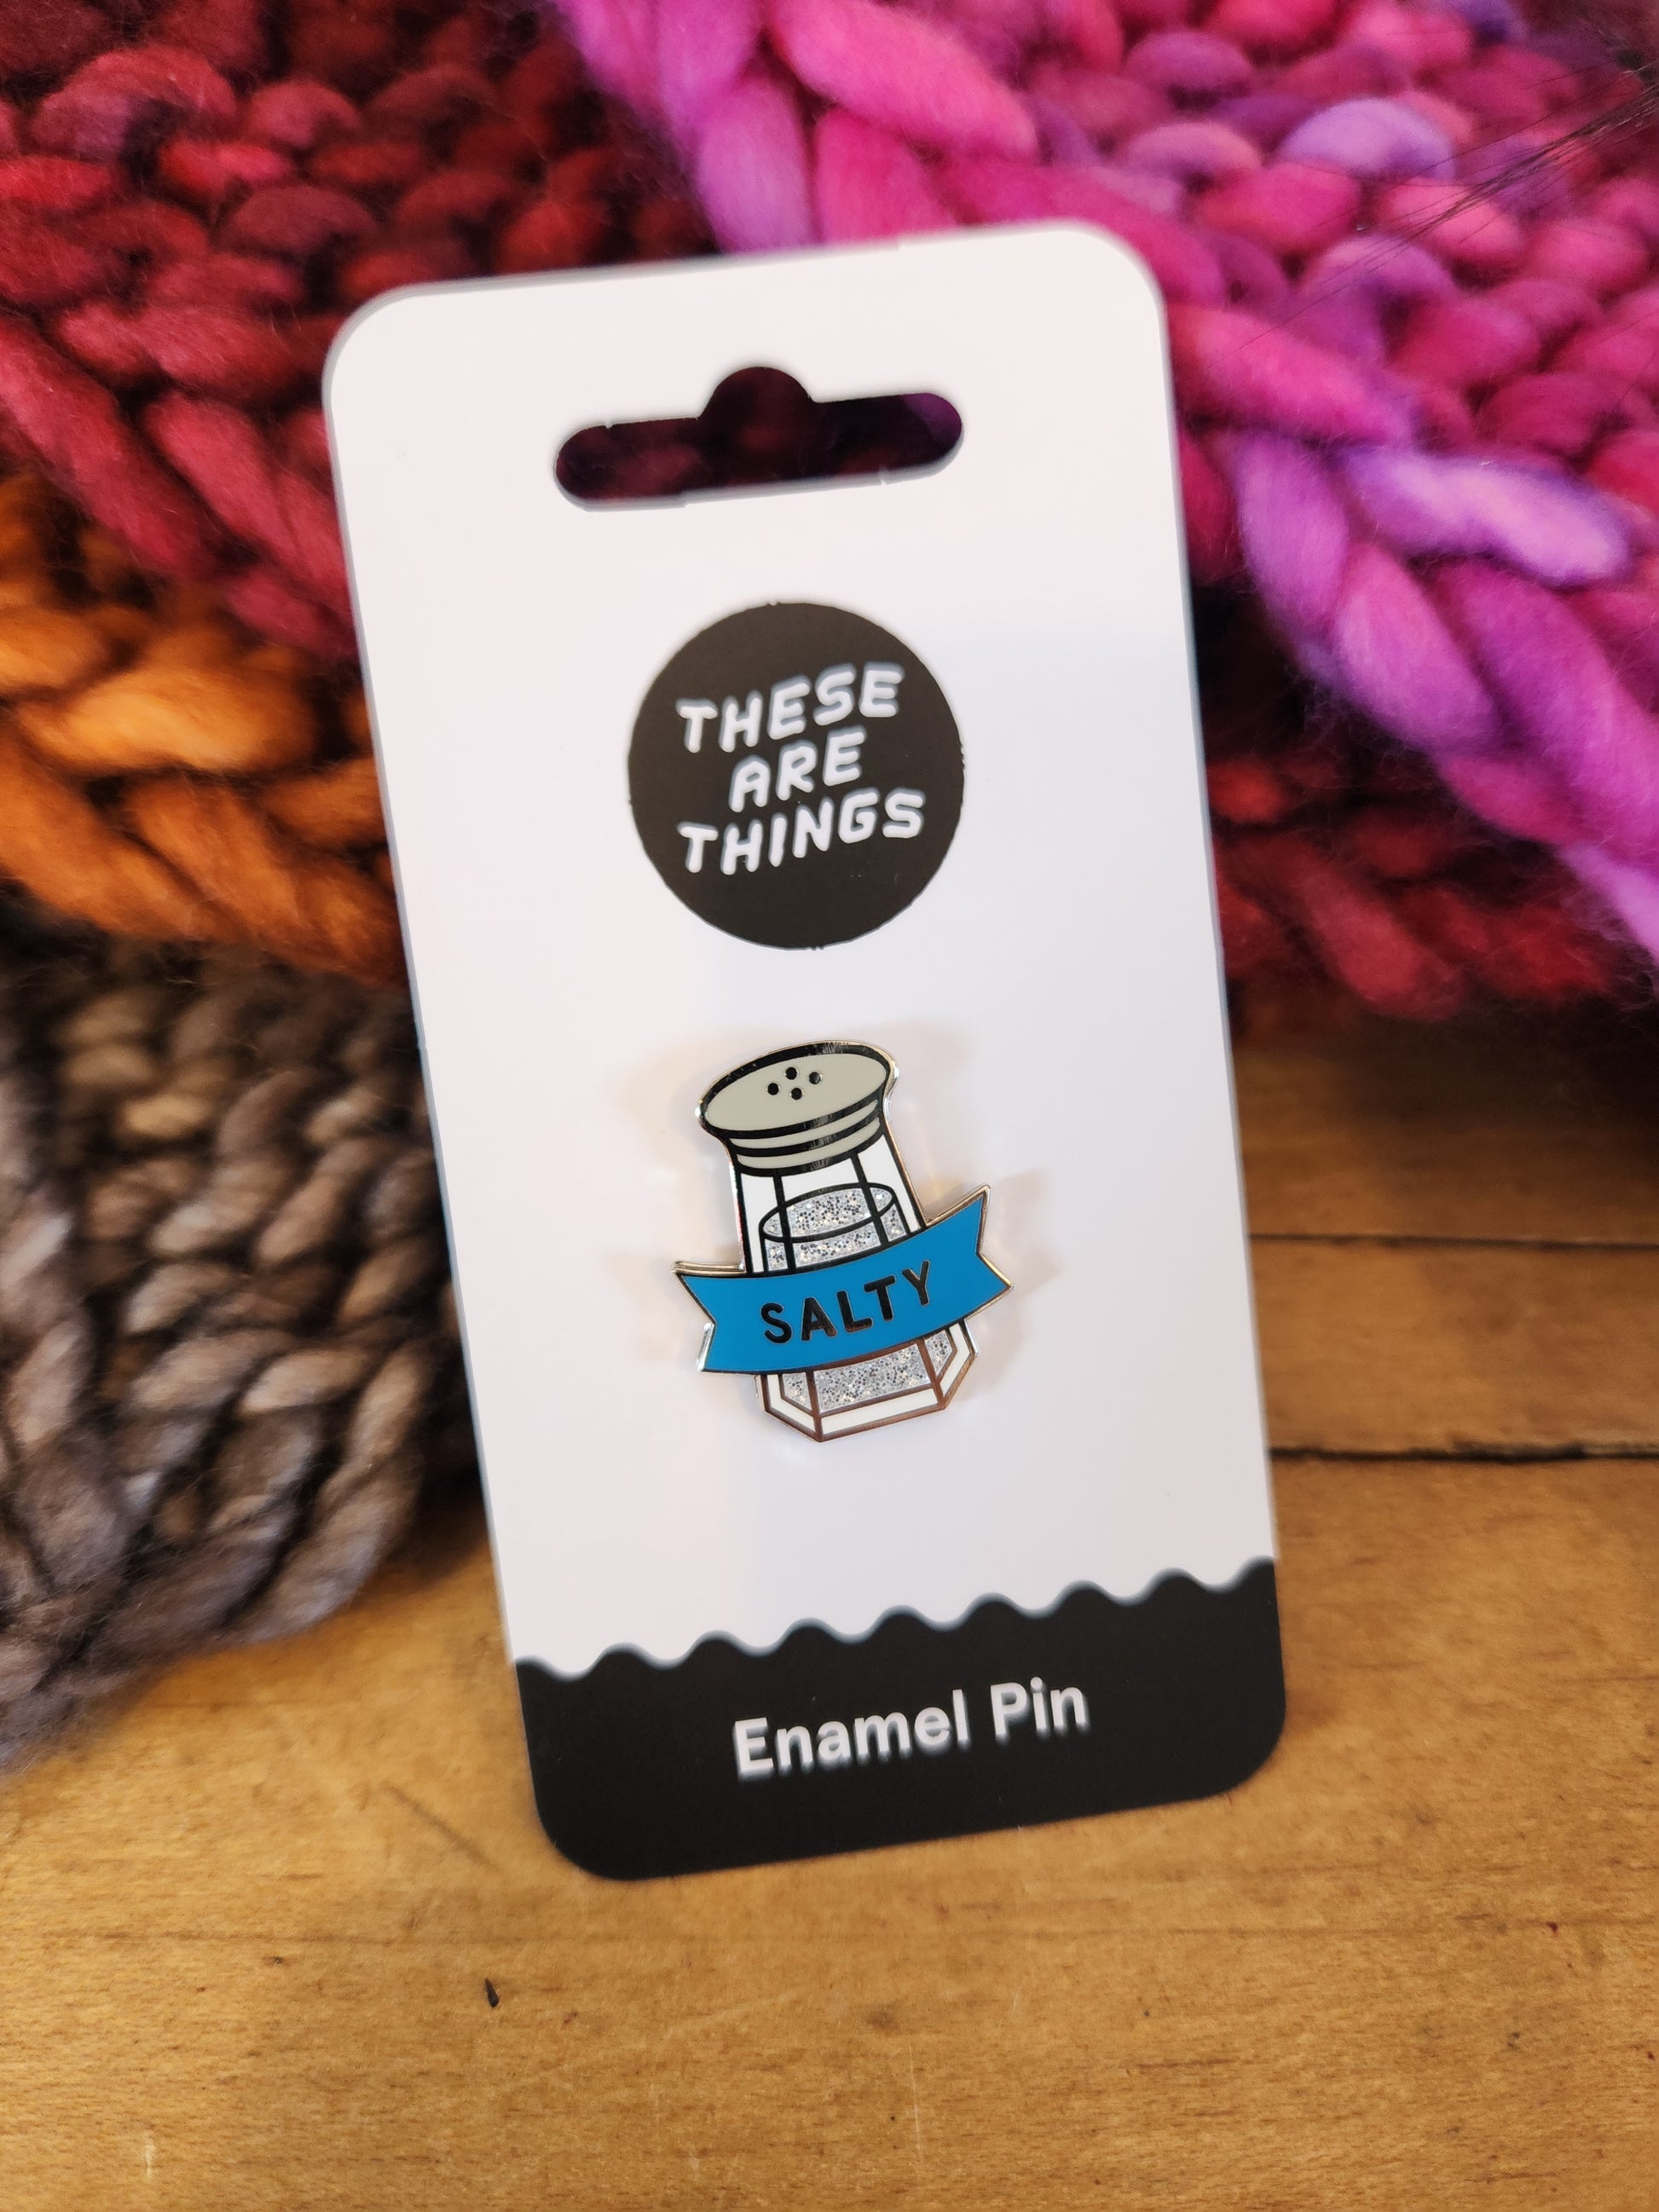 THESE
ARE
THINGS
SALTY
Enamel Pin